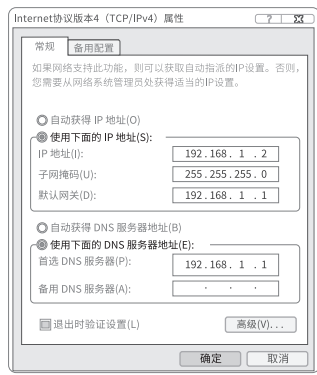 Internet协议版本4（TCP/IPv4）属性
常规 备用配置
如果网络支持此功能，则可以获取自动指派的IP设置。否则，
您需要从网络系统管理员处获得适当的IP设置。
自动获得 IP 地址(O)
使用下面的 IP 地址(S):
IP 地址(I): 192.168. 1 .2
子网掩码(U): 255.255.255.0
默认网关(D): 192.168. 1 .1
自动获得 DNS 服务器地址(B)
使用下面的 DNS 服务器地址(E):
首选 DNS 服务器(P): 192.168. 1 .1
备用 DNS 服务器(A): . . .
退出时验证设置(L) 高级(V)...
确定 取消